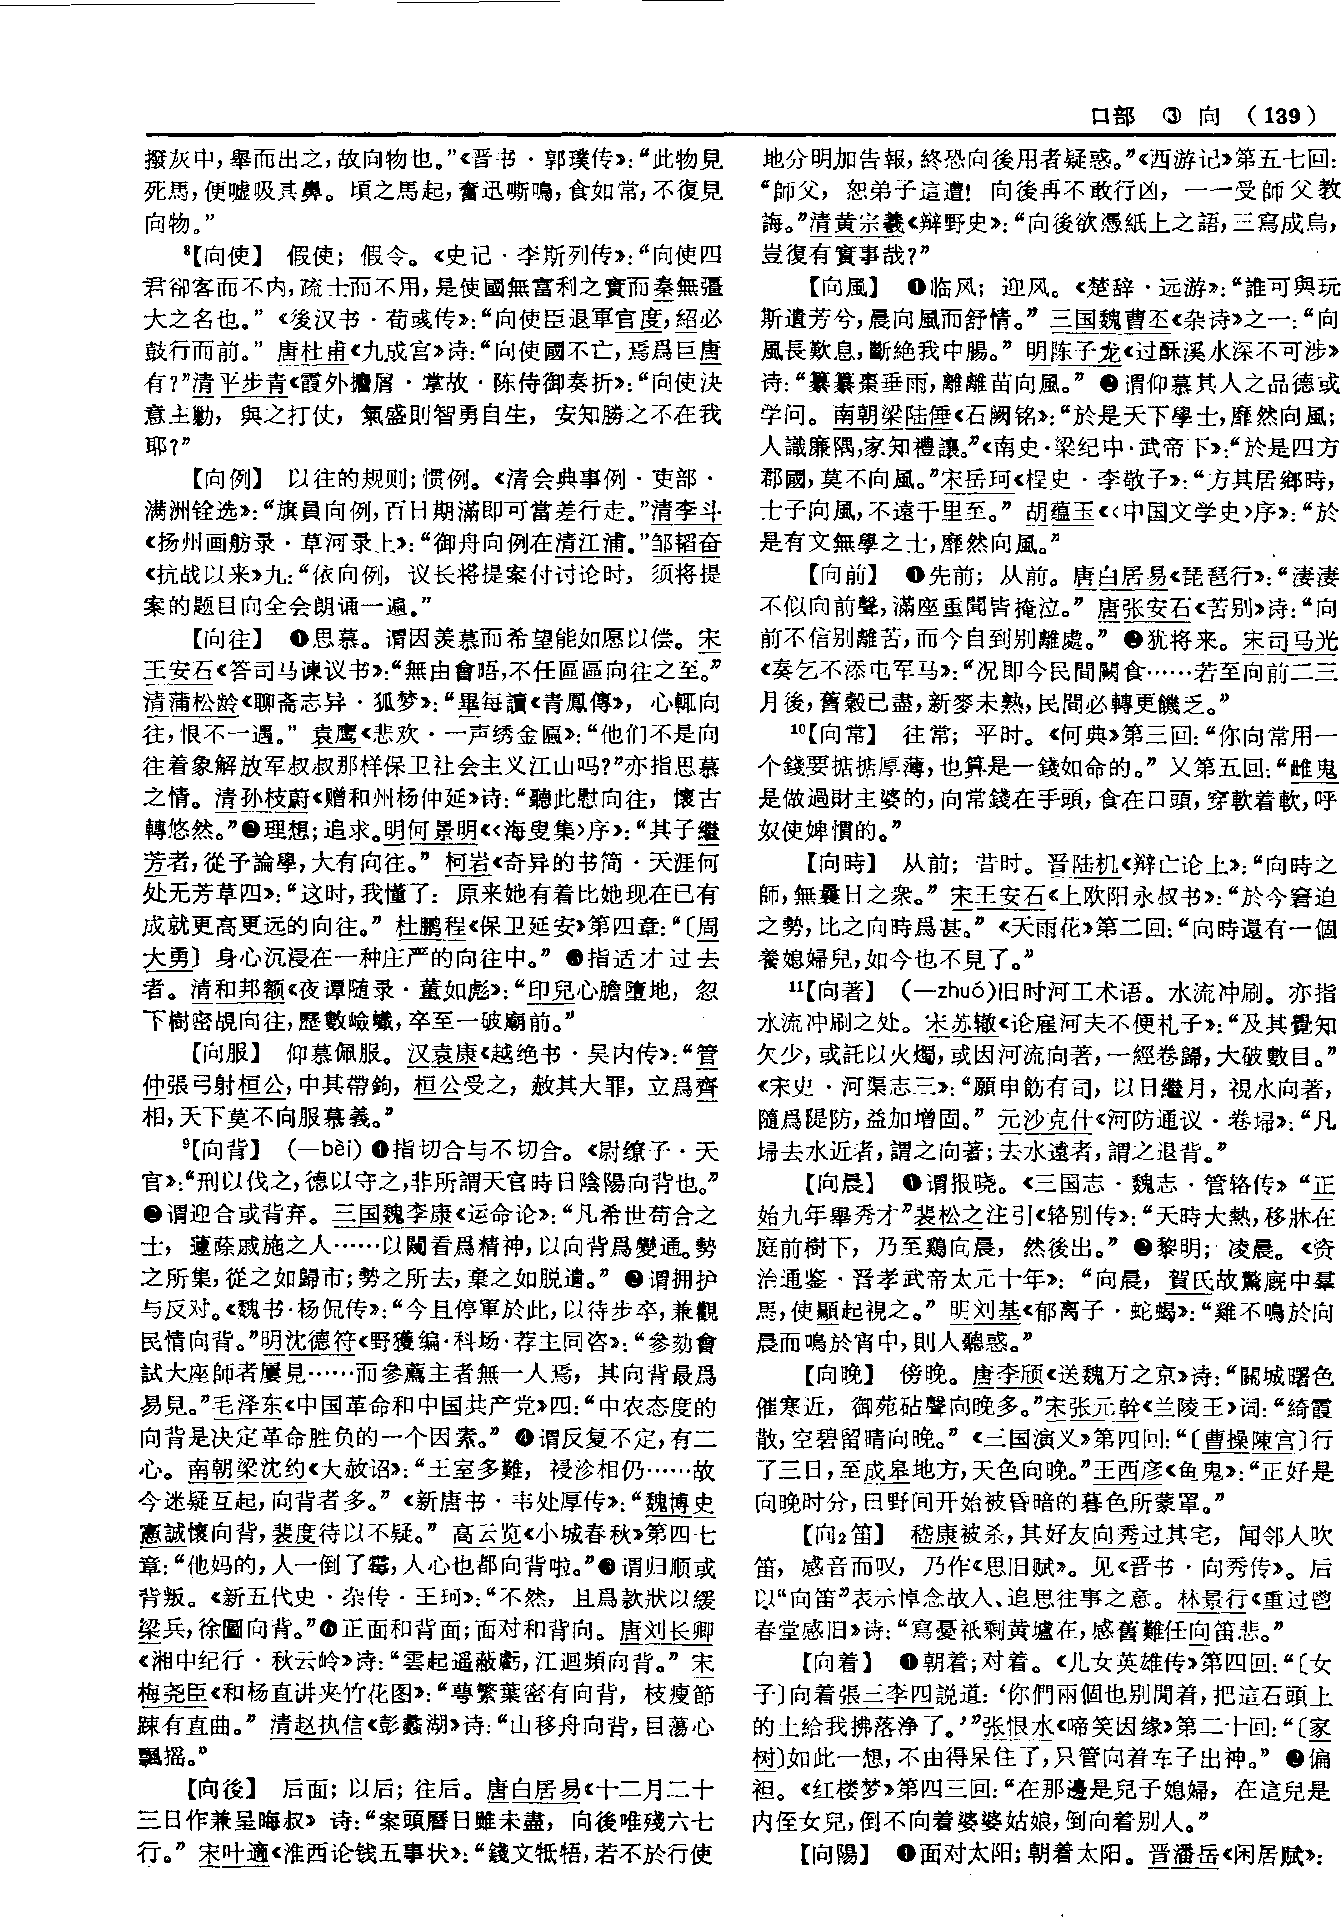 口部 ③ 向 （139）
撥灰中，舉而出之，故向物也。”《晋书·郭璞传》：“此物見
死馬，便嘘吸其鼻。頃之馬起，奮迅嘶鳴，食如常，不復見
向物。”
⁸【向使】 假使；假令。《史记·李斯列传》：“向使四
君卻客而不内，疏士而不用，是使國無富利之實而秦無彊
大之名也。”《後汉书·荀彧传》：“向使臣退軍官度，紹必
鼓行而前。”唐杜甫《九成宫》诗：“向使國不亡，焉爲巨唐
有？”清平步青《霞外攟屑·掌故·陈侍御奏折》：“向使決
意主勦，與之打仗，氣盛則智勇自生，安知勝之不在我
耶？”
【向例】 以往的规则；惯例。《清会典事例·吏部·
满洲铨选》：“旗員向例，百日期滿即可當差行走。”清李斗
《扬州画舫录·草河录上》：“御舟向例在清江浦。”邹韬奋
《抗战以来》九：“依向例，议长将提案付讨论时，须将提
案的题目向全会朗诵一遍。”
【向往】 ❶思慕。谓因羡慕而希望能如愿以偿。宋
王安石《答司马谏议书》：“無由會晤，不任區區向往之至。”
清蒲松龄《聊斋志异·狐梦》：“畢每讀《青鳳傳》，心輒向
往，恨不一遇。”袁鹰《悲欢·一声绣金匾》：“他们不是向
往着象解放军叔叔那样保卫社会主义江山吗？”亦指思慕
之情。清孙枝蔚《赠和州杨仲延》诗：“聽此慰向往，懷古
轉悠然。”❷理想；追求。明何景明《〈海叟集〉序》：“其子繼
芳者，從予論學，大有向往。”柯岩《奇异的书简·天涯何
处无芳草四》：“这时，我懂了：原来她有着比她现在已有
成就更高更远的向往。”杜鹏程《保卫延安》第四章：“〔周
大勇〕身心沉浸在一种庄严的向往中。”❸指适才过去
者。清和邦额《夜谭随录·董如彪》：“印兒心膽墮地，忽
下樹密覘向往，歷數嶮巇，卒至一破廟前。”
【向服】 仰慕佩服。汉袁康《越绝书·吴内传》：“管
仲張弓射桓公，中其帶鉤，桓公受之，赦其大罪，立爲齊
相，天下莫不向服慕義。”
⁹【向背】 （—bèi）❶指切合与不切合。《尉缭子·天
官》：“刑以伐之，德以守之，非所謂天官時日陰陽向背也。”
❷谓迎合或背弃。三国魏李康《运命论》：“凡希世苟合之
士，蘧蒢戚施之人……以闚看爲精神，以向背爲變通。勢
之所集，從之如歸市；勢之所去，棄之如脱遺。”❸谓拥护
与反对。《魏书·杨侃传》：“今且停軍於此，以待步卒，兼觀
民情向背。”明沈德符《野獲编·科场·荐主同咨》：“參劾會
試大座師者屢見……而參薦主者無一人焉，其向背最爲
易見。”毛泽东《中国革命和中国共产党》四：“中农态度的
向背是决定革命胜负的一个因素。”❹谓反复不定，有二
心。南朝梁沈约《大赦诏》：“王室多難，祲沴相仍……故
今迷疑互起，向背者多。”《新唐书·韦处厚传》：“魏博史
憲誠懷向背，裴度待以不疑。”高云览《小城春秋》第四七
章：“他妈的，人一倒了霉，人心也都向背啦。”❺谓归顺或
背叛。《新五代史·杂传·王珂》：“不然，且爲款狀以緩
梁兵，徐圖向背。”❻正面和背面；面对和背向。唐刘长卿
《湘中纪行·秋云岭》诗：“雲起遥蔽虧，江迴頻向背。”宋
梅尧臣《和杨直讲夹竹花图》：“萼繁葉密有向背，枝瘦節
踈有直曲。”清赵执信《彭蠡湖》诗：“山移舟向背，目蕩心
飄摇。”
【向後】 后面；以后；往后。唐白居易《十二月二十
三日作兼呈晦叔》诗：“案頭曆日雖未盡，向後唯殘六七
行。”宋叶適《淮西论钱五事状》：“錢文牴牾，若不於行使
地分明加告報，終恐向後用者疑惑。”《西游记》第五七回：
“師父，恕弟子這遭！向後再不敢行凶，一一受師父教
誨。”清黄宗羲《辯野史》：“向後欲憑紙上之語，三寫成烏，
豈復有實事哉？”
【向風】 ❶临风；迎风。《楚辞·远游》：“誰可與玩
斯遺芳兮，晨向風而舒情。”三国魏曹丕《杂诗》之一：“向
風長歎息，斷絶我中腸。”明陈子龙《过酥溪水深不可涉》
诗：“纂纂棗垂雨，離離苗向風。”❷谓仰慕其人之品德或
学问。南朝梁陆倕《石阙铭》：“於是天下學士，靡然向風；
人識廉隅，家知禮讓。”《南史·梁纪中·武帝下》：“於是四方
郡國，莫不向風。”宋岳珂《桯史·李敬子》：“方其居鄉時，
士子向風，不遠千里至。”胡蕴玉《〈中国文学史〉序》：“於
是有文無學之士，靡然向風。”
【向前】 ❶先前；从前。唐白居易《琵琶行》：“淒淒
不似向前聲，滿座重聞皆掩泣。”唐张安石《苦别》诗：“向
前不信别離苦，而今自到别離處。”❷犹将来。宋司马光
《奏乞不添屯军马》：“况即今民間闕食……若至向前二三
月後，舊穀已盡，新麥未熟，民間必轉更饑乏。”
¹⁰【向常】 往常；平时。《何典》第三回：“你向常用一
个錢要掂掂厚薄，也算是一錢如命的。”又第五回：“雌鬼
是做過財主婆的，向常錢在手頭，食在口頭，穿軟着軟，呼
奴使婢慣的。”
【向時】 从前；昔时。晋陆机《辩亡论上》：“向時之
師，無曩日之衆。”宋王安石《上欧阳永叔书》：“於今窘迫
之勢，比之向時爲甚。”《天雨花》第二回：“向時還有一個
養媳婦兒，如今也不見了。”
¹¹【向著】 （—zhuó）旧时河工术语。水流冲刷。亦指
水流冲刷之处。宋苏辙《论雇河夫不便札子》：“及其覺知
欠少，或託以火燭，或因河流向著，一經卷歸，大破數目。”
《宋史·河渠志三》：“願申飭有司，以日繼月，視水向著，
隨爲隄防，益加增固。”元沙克什《河防通议·卷埽》：“凡
埽去水近者，謂之向著；去水遠者，謂之退背。”
【向晨】 ❶谓报晓。《三国志·魏志·管辂传》“正
始九年舉秀才”裴松之注引《辂别传》：“天時大熱，移牀在
庭前樹下，乃至鷄向晨，然後出。”❷黎明；凌晨。《资
治通鉴·晋孝武帝太元十年》：“向晨，賀氏故驚廐中羣
馬，使顯起視之。”明刘基《郁离子·蛇蝎》：“雞不鳴於向
晨而鳴於宵中，則人聽惑。”
【向晚】 傍晚。唐李颀《送魏万之京》诗：“關城曙色
催寒近，御苑砧聲向晚多。”宋张元幹《兰陵王》词：“綺霞
散，空碧留晴向晚。”《三国演义》第四回：“〔曹操陳宫〕行
了三日，至成皋地方，天色向晚。”王西彦《鱼鬼》：“正好是
向晚时分，田野间开始被昏暗的暮色所蒙罩。”
【向₂笛】 嵇康被杀，其好友向秀过其宅，闻邻人吹
笛，感音而叹，乃作《思旧赋》。见《晋书·向秀传》。后
以“向笛”表示悼念故人、追思往事之意。林景行《重过鬯
春堂感旧》诗：“寫憂祇剩黄壚在，感舊難任向笛悲。”
【向着】 ❶朝着；对着。《儿女英雄传》第四回：“〔女
子〕向着張三李四説道：‘你們兩個也别閒着，把這石頭上
的土給我拂落净了。’”张恨水《啼笑因缘》第二十回：“〔家
树〕如此一想，不由得呆住了，只管向着车子出神。”❷偏
袒。《红楼梦》第四三回：“在那邊是兒子媳婦，在這兒是
内侄女兒，倒不向着婆婆姑娘，倒向着别人。”
【向陽】 ❶面对太阳；朝着太阳。晋潘岳《闲居赋》：